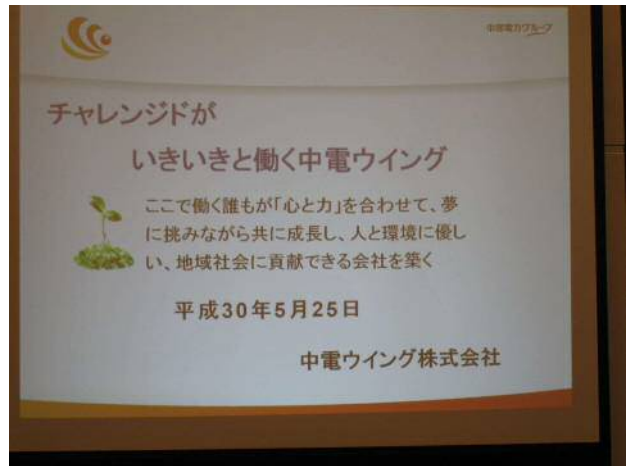 中部電力グループ
チャレンジドが
いきいきと働く中電ウイング
ここで働く誰もが「心と力」を合わせて、夢
に挑みながら共に成長し、人と環境に優し
い、地域社会に貢献できる会社を築く
平成30年5月25日
中電ウイング株式会社